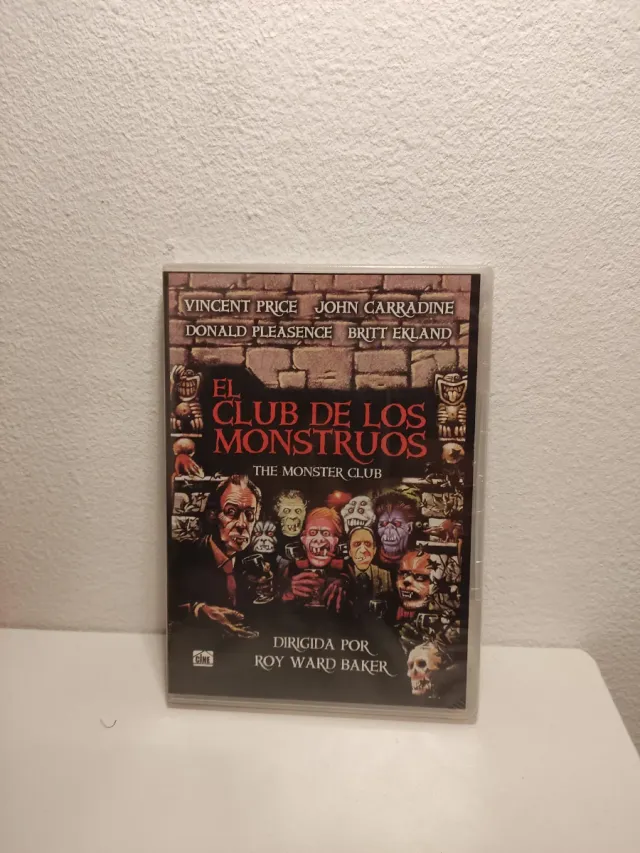 VINCENT PRICE JOHN CARRADINE
DONALD PLEASENCE BRITT EKLAND
EL
CLUB DE LOS
MONSTRUOS
THE MONSTER CLUB
DIRIGIDA POR
ROY WARD BAKER
CINE